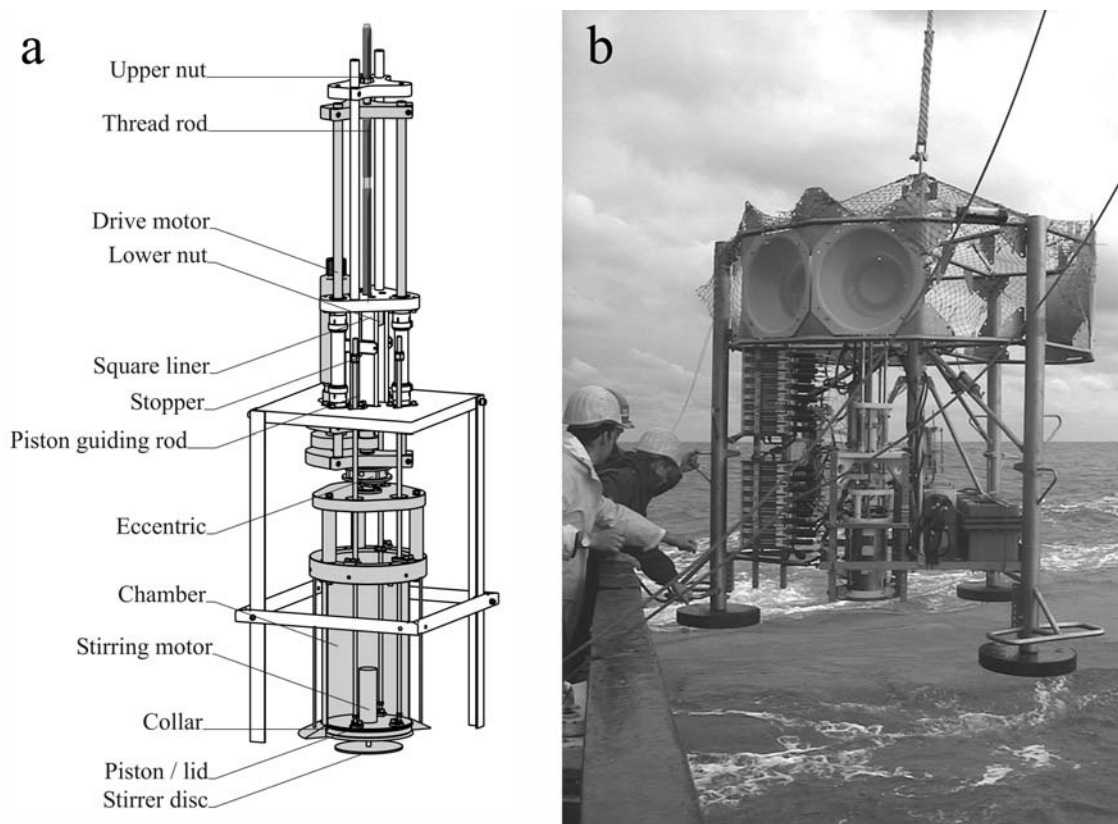 a
Upper nut
Thread rod
Drive motor
Lower nut
Square liner
Stopper
Piston guiding rod
Eccentric
Chamber
Stirring motor
Collar
Piston / lid
Stirrer disc
b